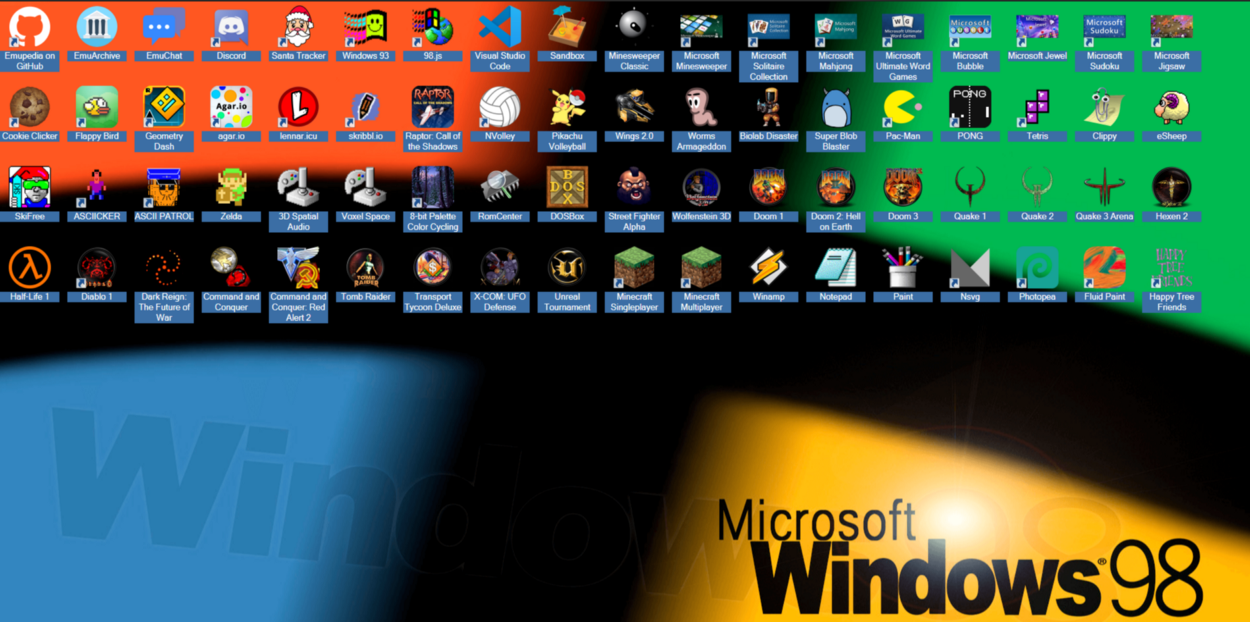 Emupedia on
GitHub
EmuArchive
EmuChat
Discord
Santa Tracker
Windows 93
98.js
Visual Studio
Code
Sandbox
Minesweeper
Classic
Microsoft
Minesweeper
Microsoft
Solitaire
Collection
Microsoft
Mahjong
Microsoft
Ultimate Word
Games
Microsoft
Bubble
Microsoft Jewel
Microsoft
Sudoku
Microsoft
Jigsaw
Cookie Clicker
Flappy Bird
Geometry
Dash
Agar.io
agar.io
lennar.icu
skribbl.io
RAPTOR
Raptor: Call of
the Shadows
NVolley
Pikachu
Volleyball
Wings 2.0
Worms
Armageddon
Biolab Disaster
Super Blob
Blaster
Pac-Man
PONG
PONG
Tetris
Clippy
eSheep
SkiFree
ASCIICKER
ASCII PATROL
Zelda
3D Spatial
Audio
Voxel Space
8-bit Palette
Color Cycling
RomCenter
DOSBox
Street Fighter
Alpha
Wolfenstein 3D
Doom 1
Doom 2: Hell
on Earth
Doom 3
Quake 1
Quake 2
Quake 3 Arena
Hexen 2
Half-Life 1
Diablo 1
Dark Reign:
The Future of
War
Command and
Conquer
Command and
Conquer: Red
Alert 2
Tomb Raider
Transport
Tycoon Deluxe
X-COM: UFO
Defense
Unreal
Tournament
Minecraft
Singleplayer
Minecraft
Multiplayer
Winamp
Notepad
Paint
Nsvg
Photopea
Fluid Paint
Happy Tree
Friends
Windows 98
Microsoft
Windows®98